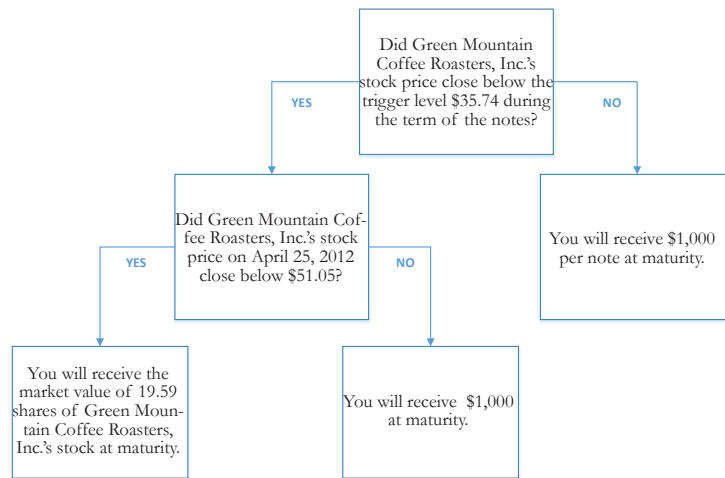 Did Green Mountain
Coffee Roasters, Inc.'s
stock price close below the
trigger level $35.74 during
the term of the notes?
YES
NO
Did Green Mountain Cof-
fee Roasters, Inc.'s stock
price on April 25, 2012
close below $51.05?
You will receive $1,000
per note at maturity.
YES
NO
You will receive the
market value of 19.59
shares of Green Moun-
tain Coffee Roasters,
Inc.'s stock at maturity.
You will receive $1,000
at maturity.